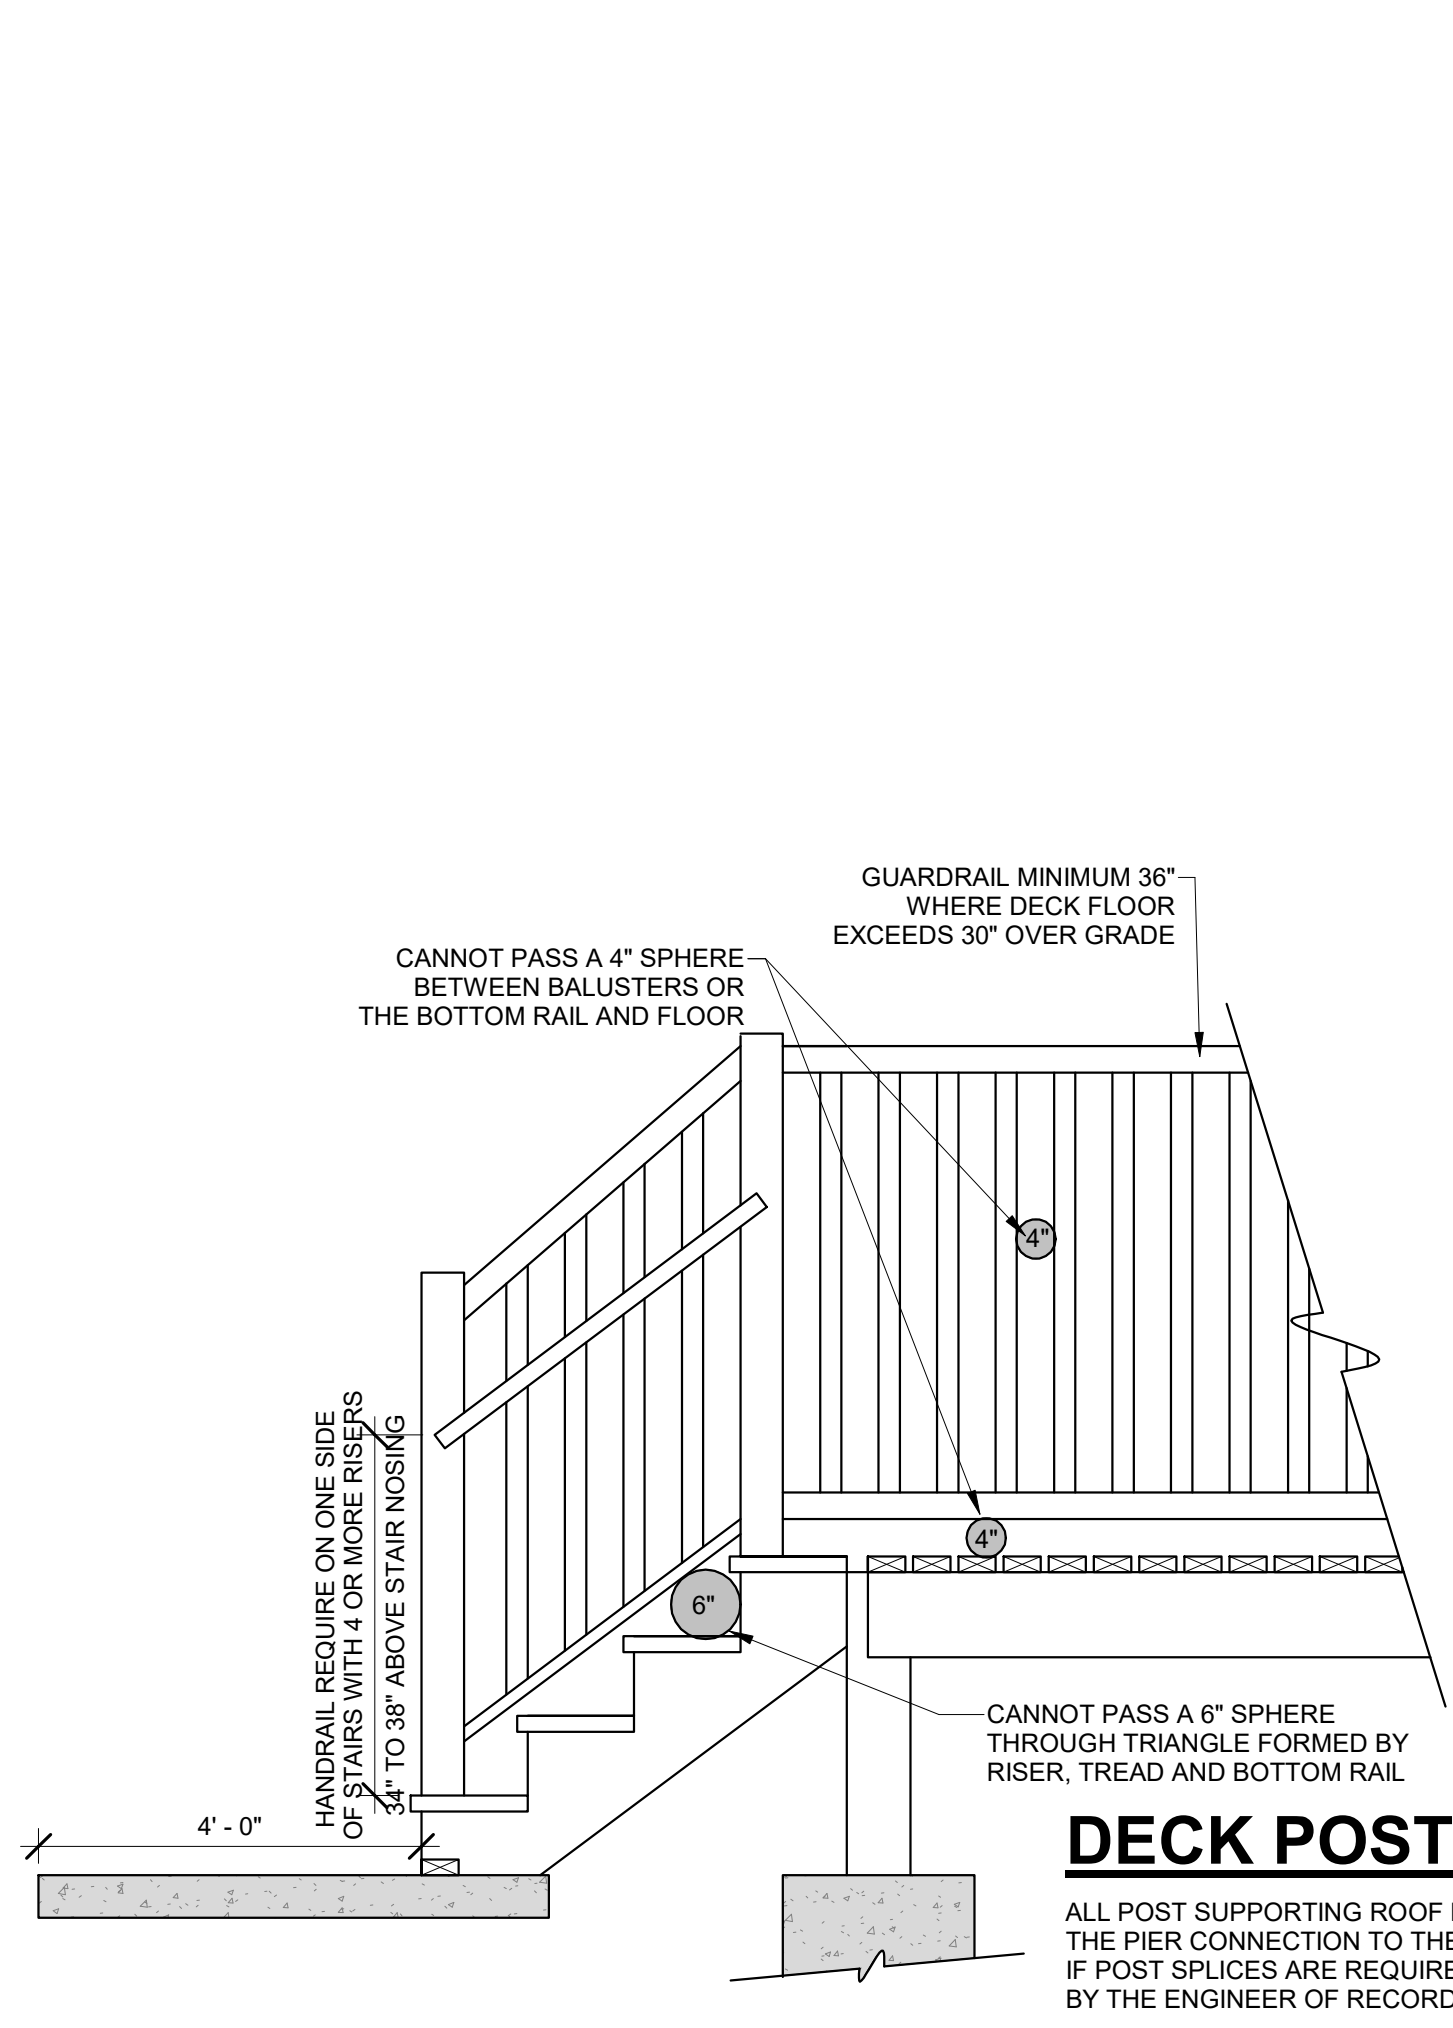 GUARDRAIL MINIMUM 36"
WHERE DECK FLOOR
EXCEEDS 30" OVER GRADE
CANNOT PASS A 4" SPHERE
BETWEEN BALUSTERS OR
THE BOTTOM RAIL AND FLOOR
4"
4"
6"
HANDRAIL REQUIRE ON ONE SIDE
OF STAIRS WITH 4 OR MORE RISERS
34" TO 38" ABOVE STAIR NOSING
CANNOT PASS A 6" SPHERE
THROUGH TRIANGLE FORMED BY
RISER, TREAD AND BOTTOM RAIL
4' - 0"
DECK POST
ALL POST SUPPORTING ROOF
THE PIER CONNECTION TO THE
IF POST SPLICES ARE REQUIRE
BY THE ENGINEER OF RECORD